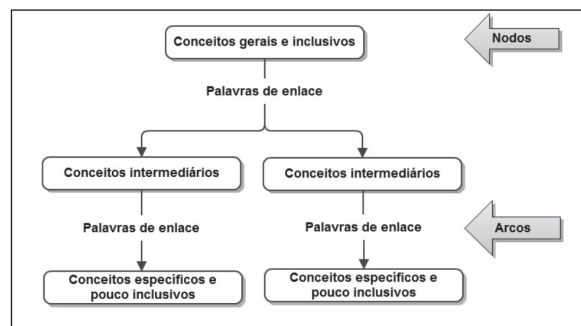 Conceitos gerais e inclusivos
Nodos
Palavras de enlace
Conceitos intermediários
Conceitos intermediários
Palavras de enlace
Palavras de enlace
Arcos
Conceitos específicos e
pouco inclusivos
Conceitos específicos e
pouco inclusivos